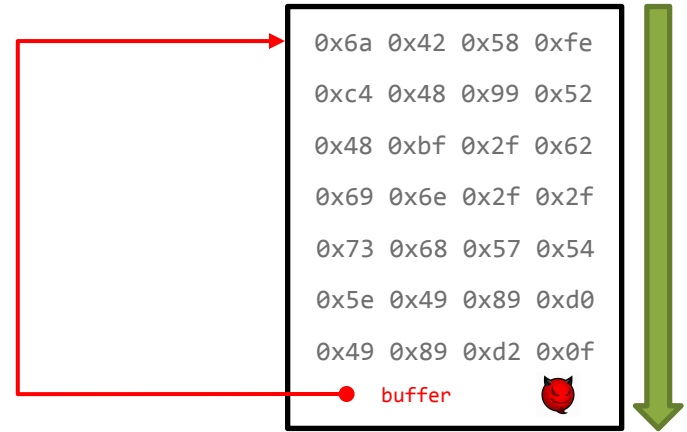 0x6a 0x42 0x58 0xfe
0xc4 0x48 0x99 0x52
0x48 0xbf 0x2f 0x62
0x69 0x6e 0x2f 0x2f
0x73 0x68 0x57 0x54
0x5e 0x49 0x89 0xd0
0x49 0x89 0xd2 0x0f
buffer